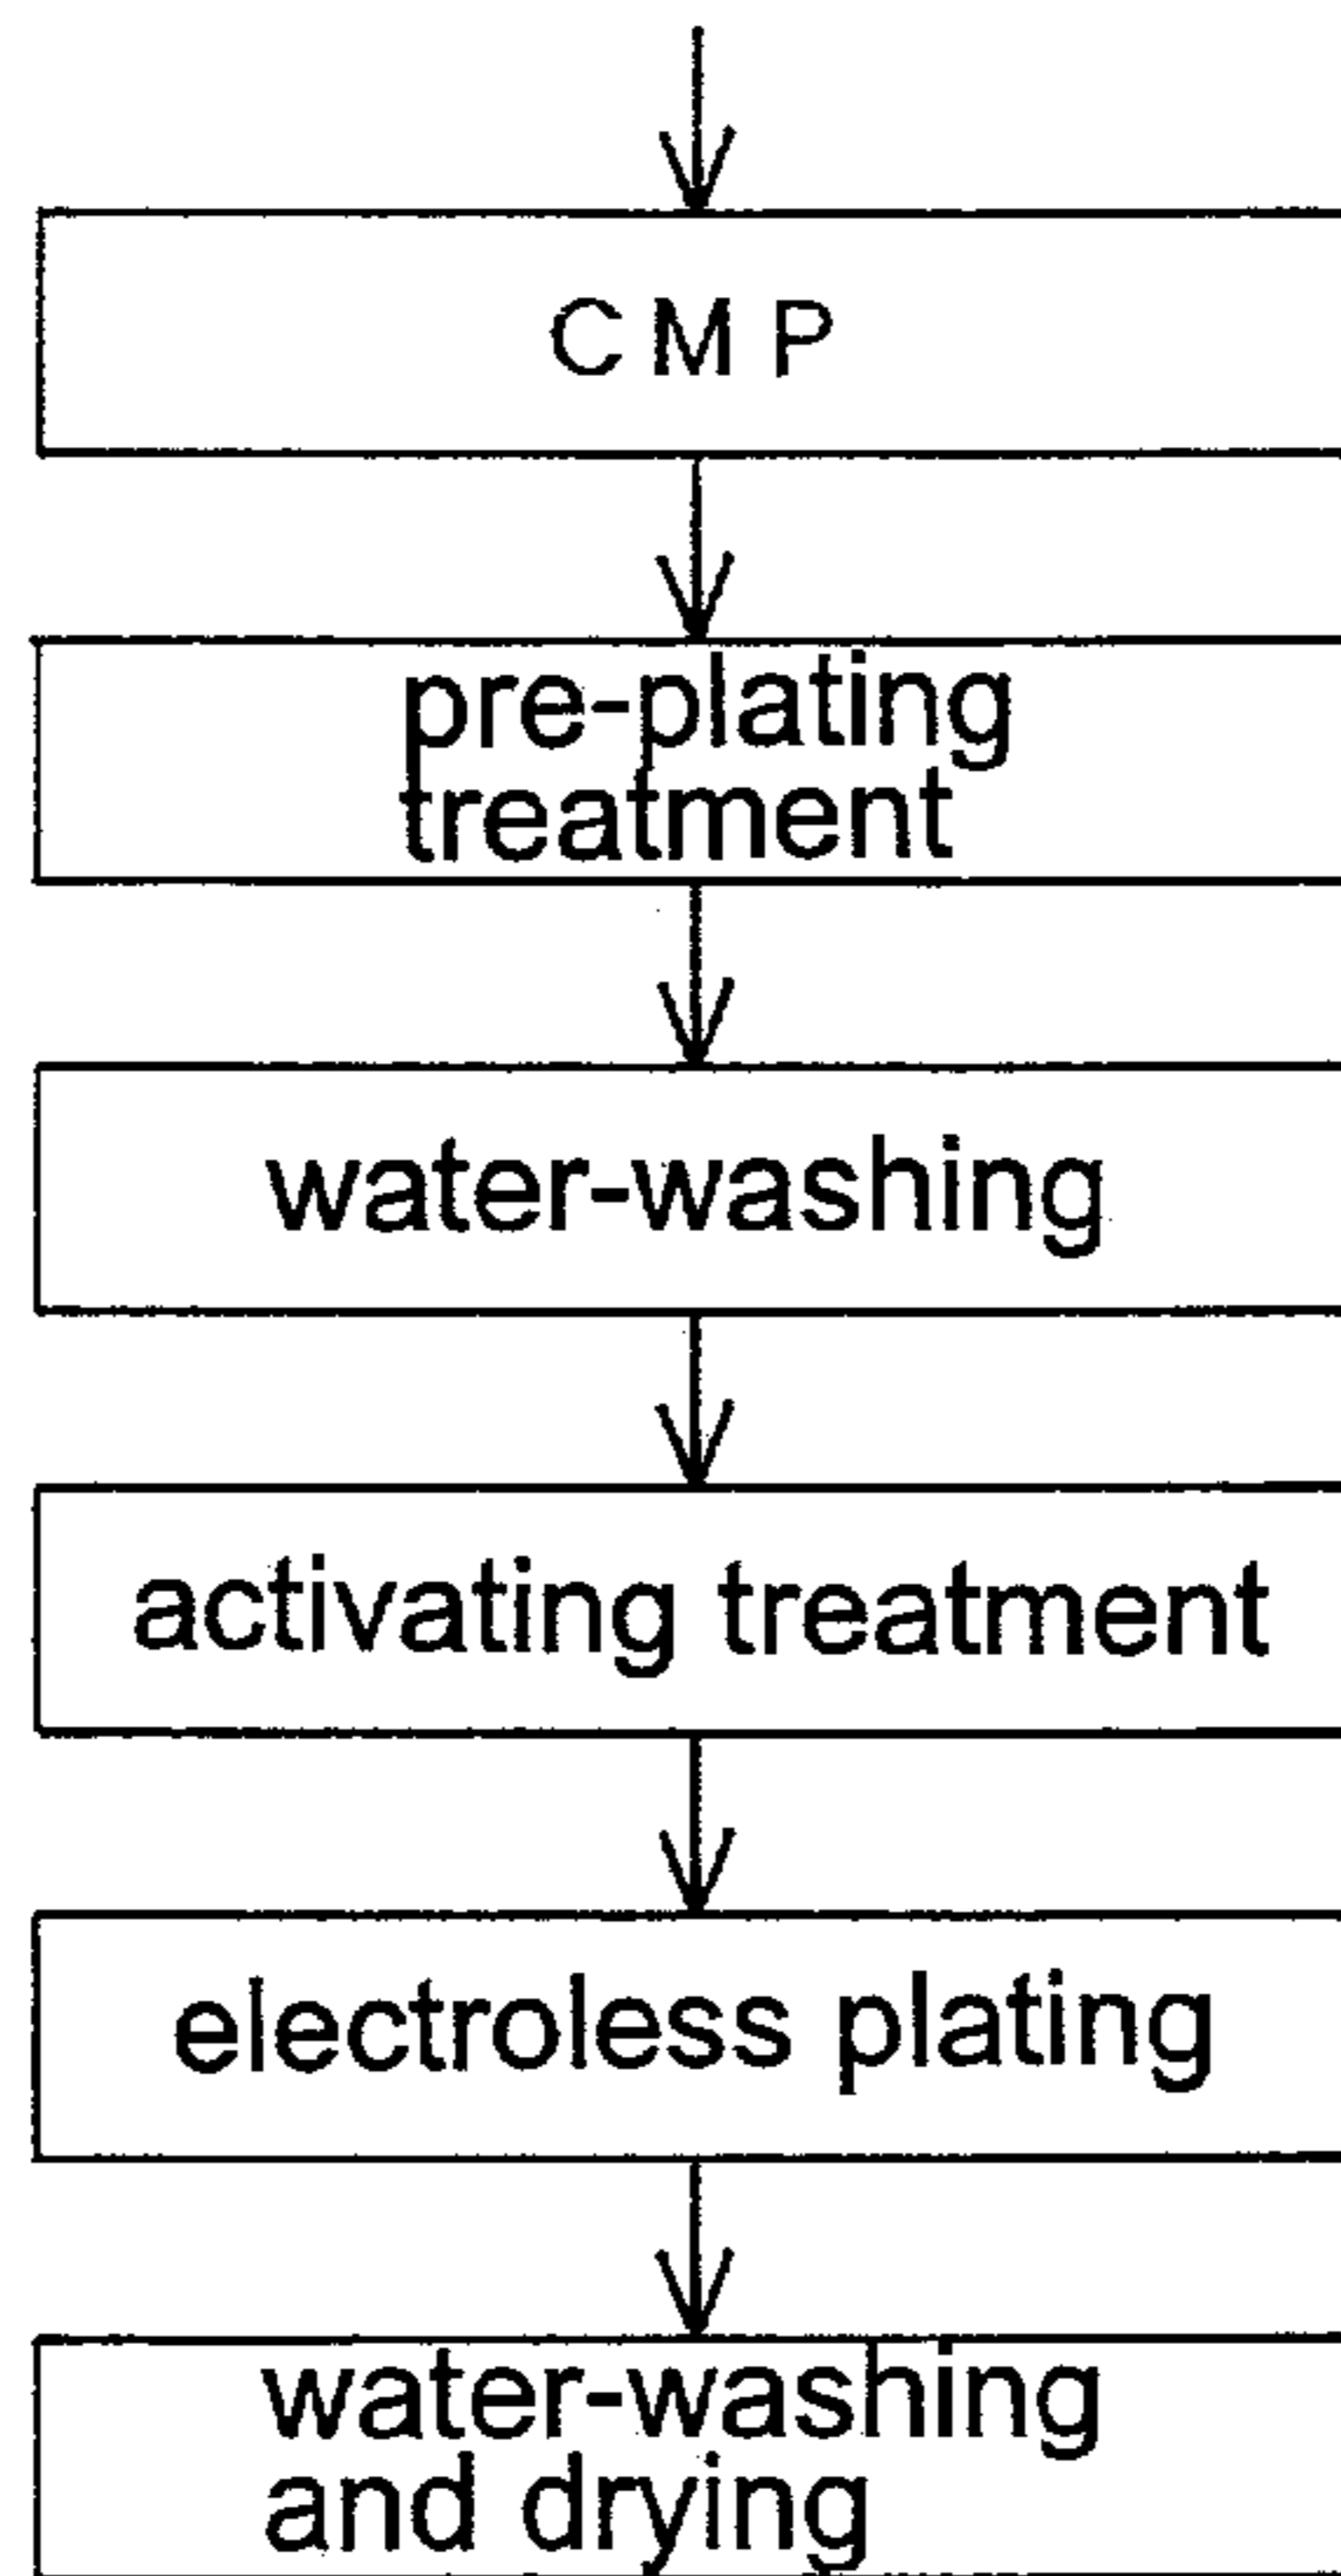 CMP
pre-plating
treatment
water-washing
activating treatment
electroless plating
water-washing
and drying